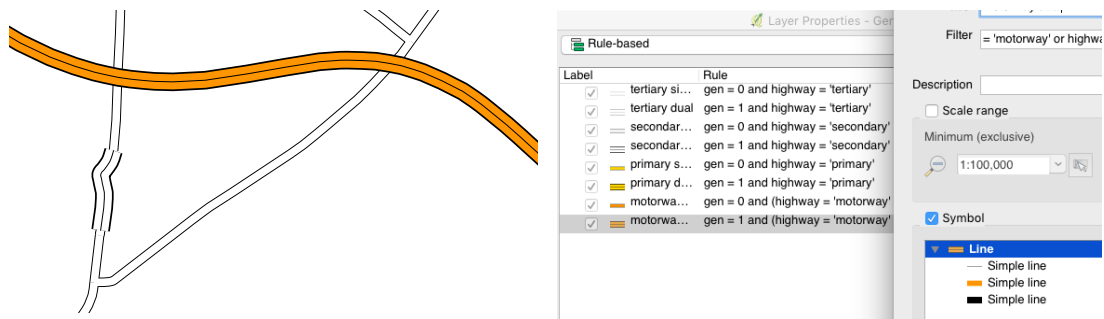 Layer Properties - Gen
Rule-based
Label Rule
tertiary si... gen = 0 and highway = 'tertiary'
tertiary dual gen = 1 and highway = 'tertiary'
secondar... gen = 0 and highway = 'secondary'
secondar... gen = 1 and highway = 'secondary'
primary s... gen = 0 and highway = 'primary'
primary d... gen = 1 and highway = 'primary'
motorwa... gen = 0 and (highway = 'motorway'
motorwa... gen = 1 and (highway = 'motorway'
Filter = 'motorway' or highwa
Description
Scale range
Minimum (exclusive)
1:100,000
Symbol
Line
Simple line
Simple line
Simple line